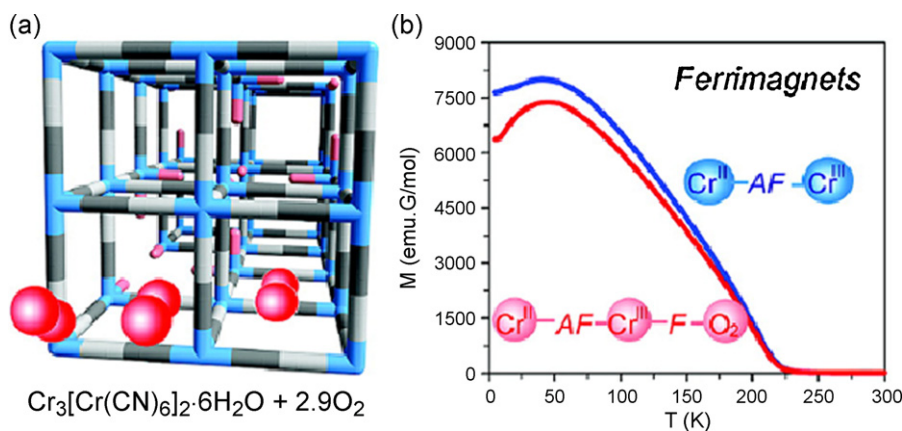 (a)
Cr₃[Cr(CN)₆]₂·6H₂O + 2.9O₂
(b)
M (emu.G/mol)
9000
7500
6000
4500
3000
1500
0
Ferrimagnets
Crᴵᴵ AF Crᴵᴵᴵ
Crᴵᴵ AF Crᴵᴵᴵ F O₂
0 50 100 150 200 250 300
T (K)